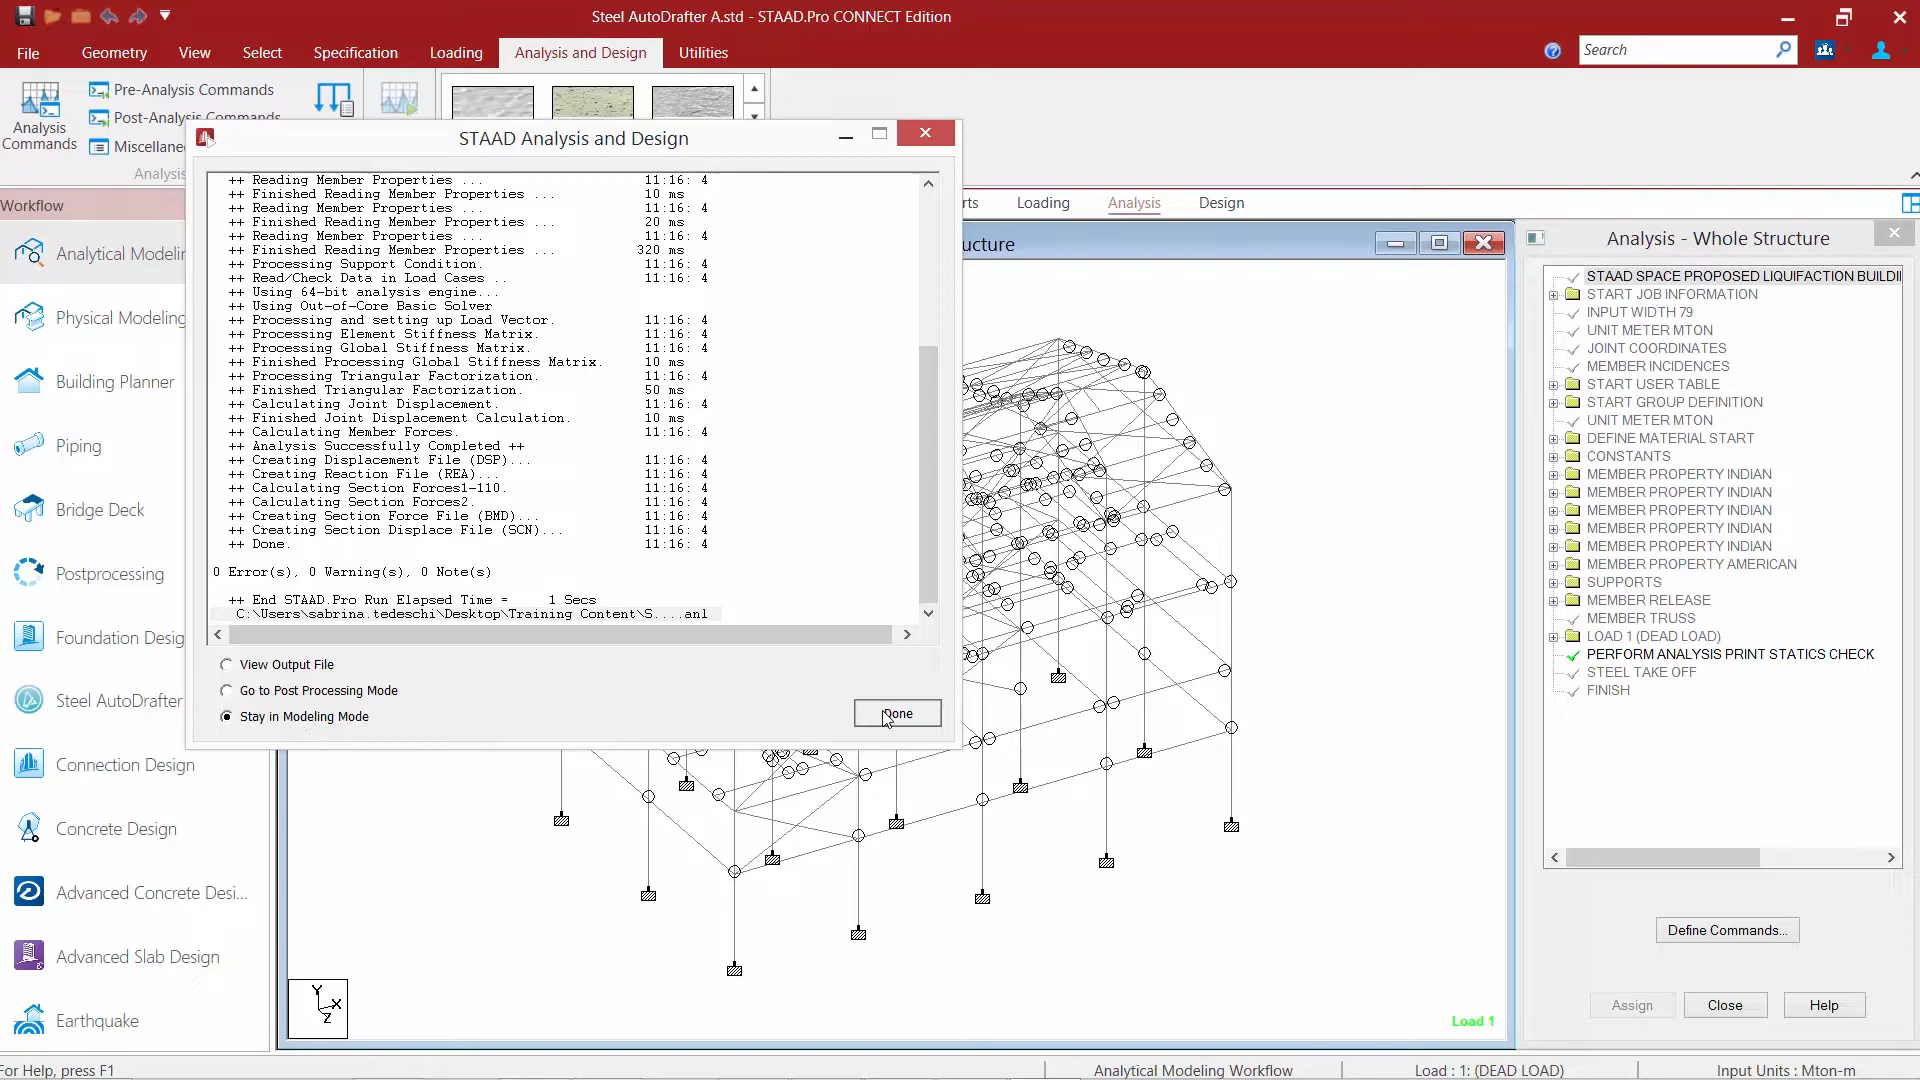 Steel AutoDrafter A.std - STAAD.Pro CONNECT Edition
File
Geometry
View
Select
Specification
Loading
Analysis and Design
Utilities
Search
Analysis
Commands
Pre-Analysis Commands
Post-Analysis Commands
Miscellane
Analysis
STAAD Analysis and Design
++ Reading Member Properties ... 11:16: 4
++ Finished Reading Member Properties ... 10 ms
++ Reading Member Properties ... 11:16: 4
++ Finished Reading Member Properties ... 20 ms
++ Reading Member Properties ... 11:16: 4
++ Finished Reading Member Properties ... 320 ms
++ Processing Support Condition. 11:16: 4
++ Read/Check Data in Load Cases .. 11:16: 4
++ Using 64-bit analysis engine...
++ Using Out-of-Core Basic Solver
++ Processing and setting up Load Vector. 11:16: 4
++ Processing Element Stiffness Matrix. 11:16: 4
++ Processing Global Stiffness Matrix. 11:16: 4
++ Finished Processing Global Stiffness Matrix. 10 ms
++ Processing Triangular Factorization. 11:16: 4
++ Finished Triangular Factorization. 50 ms
++ Calculating Joint Displacement. 11:16: 4
++ Finished Joint Displacement Calculation. 10 ms
++ Calculating Member Forces. 11:16: 4
++ Analysis Successfully Completed ++
++ Creating Displacement File (DSP)... 11:16: 4
++ Creating Reaction File (REA)... 11:16: 4
++ Calculating Section Forces1-110. 11:16: 4
++ Calculating Section Forces2. 11:16: 4
++ Creating Section Force File (BMD)... 11:16: 4
++ Creating Section Displace File (SCN)... 11:16: 4
++ Done. 11:16: 4
0 Error(s), 0 Warning(s), 0 Note(s)
++ End STAAD.Pro Run Elapsed Time = 1 Secs
C:\Users\sabrina.tedeschi\Desktop\Training Content\S....anl
View Output File
Go to Post Processing Mode
Stay in Modeling Mode
Done
Workflow
Analytical Modelin
Physical Modeling
Building Planner
Piping
Bridge Deck
Postprocessing
Foundation Desig
Steel AutoDrafter
Connection Design
Concrete Design
Advanced Concrete Desi...
Advanced Slab Design
Earthquake
rts
Loading
Analysis
Design
ucture
Y
X
Z
Load 1
Analysis - Whole Structure
STAAD SPACE PROPOSED LIQUIFACTION BUILDI
START JOB INFORMATION
INPUT WIDTH 79
UNIT METER MTON
JOINT COORDINATES
MEMBER INCIDENCES
START USER TABLE
START GROUP DEFINITION
UNIT METER MTON
DEFINE MATERIAL START
CONSTANTS
MEMBER PROPERTY INDIAN
MEMBER PROPERTY INDIAN
MEMBER PROPERTY INDIAN
MEMBER PROPERTY INDIAN
MEMBER PROPERTY INDIAN
MEMBER PROPERTY AMERICAN
SUPPORTS
MEMBER RELEASE
MEMBER TRUSS
LOAD 1 (DEAD LOAD)
PERFORM ANALYSIS PRINT STATICS CHECK
STEEL TAKE OFF
FINISH
Define Commands...
Assign
Close
Help
For Help, press F1
Analytical Modeling Workflow
Load : 1: (DEAD LOAD)
Input Units : Mton-m